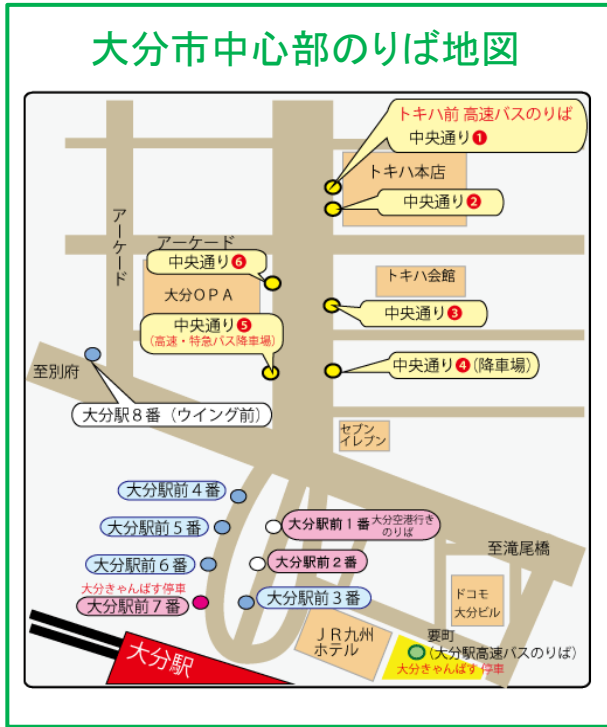 大分市中心部のりば地図
トキハ前 高速バスのりば
中央通り❶
トキハ本店
中央通り❷
アーケード
アーケード
中央通り❻
トキハ会館
大分OPA
中央通り❺
(高速・特急バス降車場)
中央通り❸
至別府
中央通り❹(降車場)
大分駅8番（ウイング前）
セブン
イレブン
大分駅前4番
大分駅前5番
大分駅前1番 大分空港行き
のりば
至滝尾橋
大分駅前6番
大分駅前2番
大分きゃんぱす停車
大分駅前7番
大分駅前3番
ドコモ
大分ビル
大分駅
JR九州
ホテル
要町
(大分駅高速バスのりば)
大分きゃんぱす停車